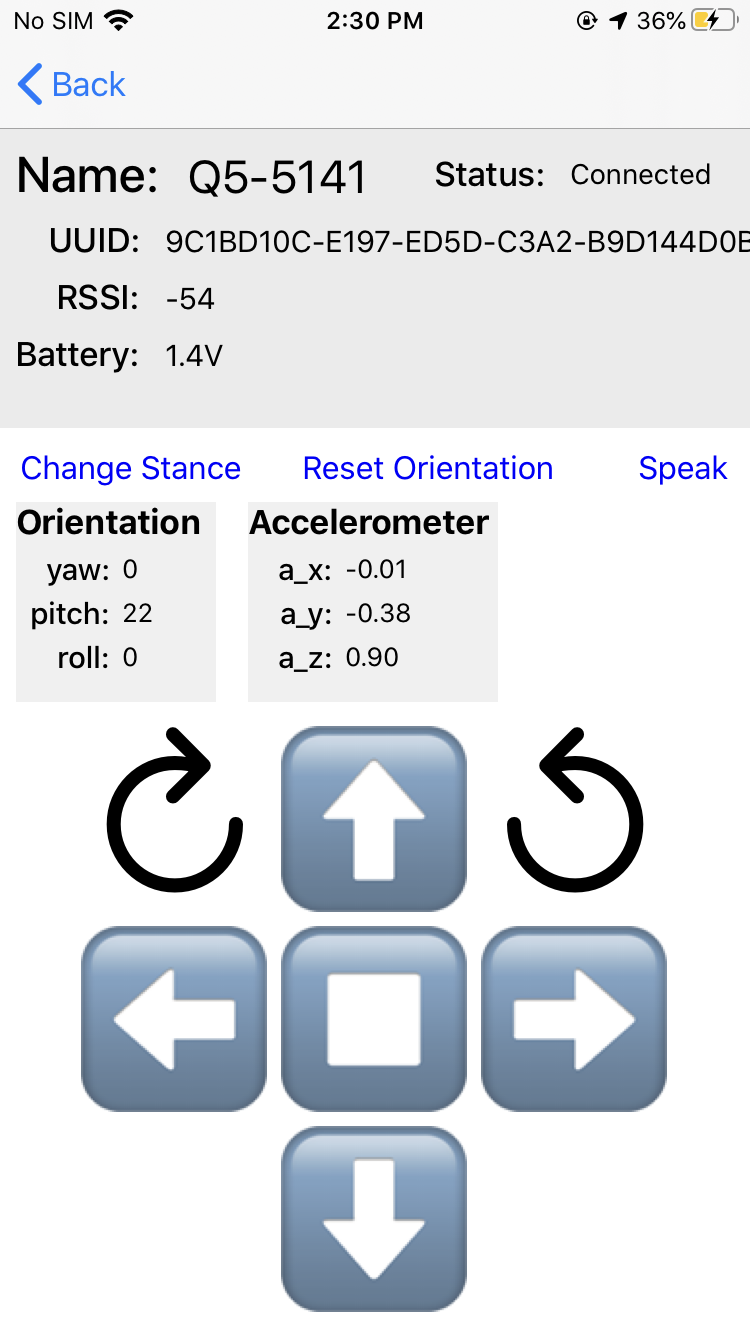 No SIM 2:30 PM 36%
Back
Name: Q5-5141 Status: Connected
UUID: 9C1BD10C-E197-ED5D-C3A2-B9D144D0B
RSSI: -54
Battery: 1.4V
Change Stance Reset Orientation Speak
Orientation Accelerometer
yaw: 0 a_x: -0.01
pitch: 22 a_y: -0.38
roll: 0 a_z: 0.90